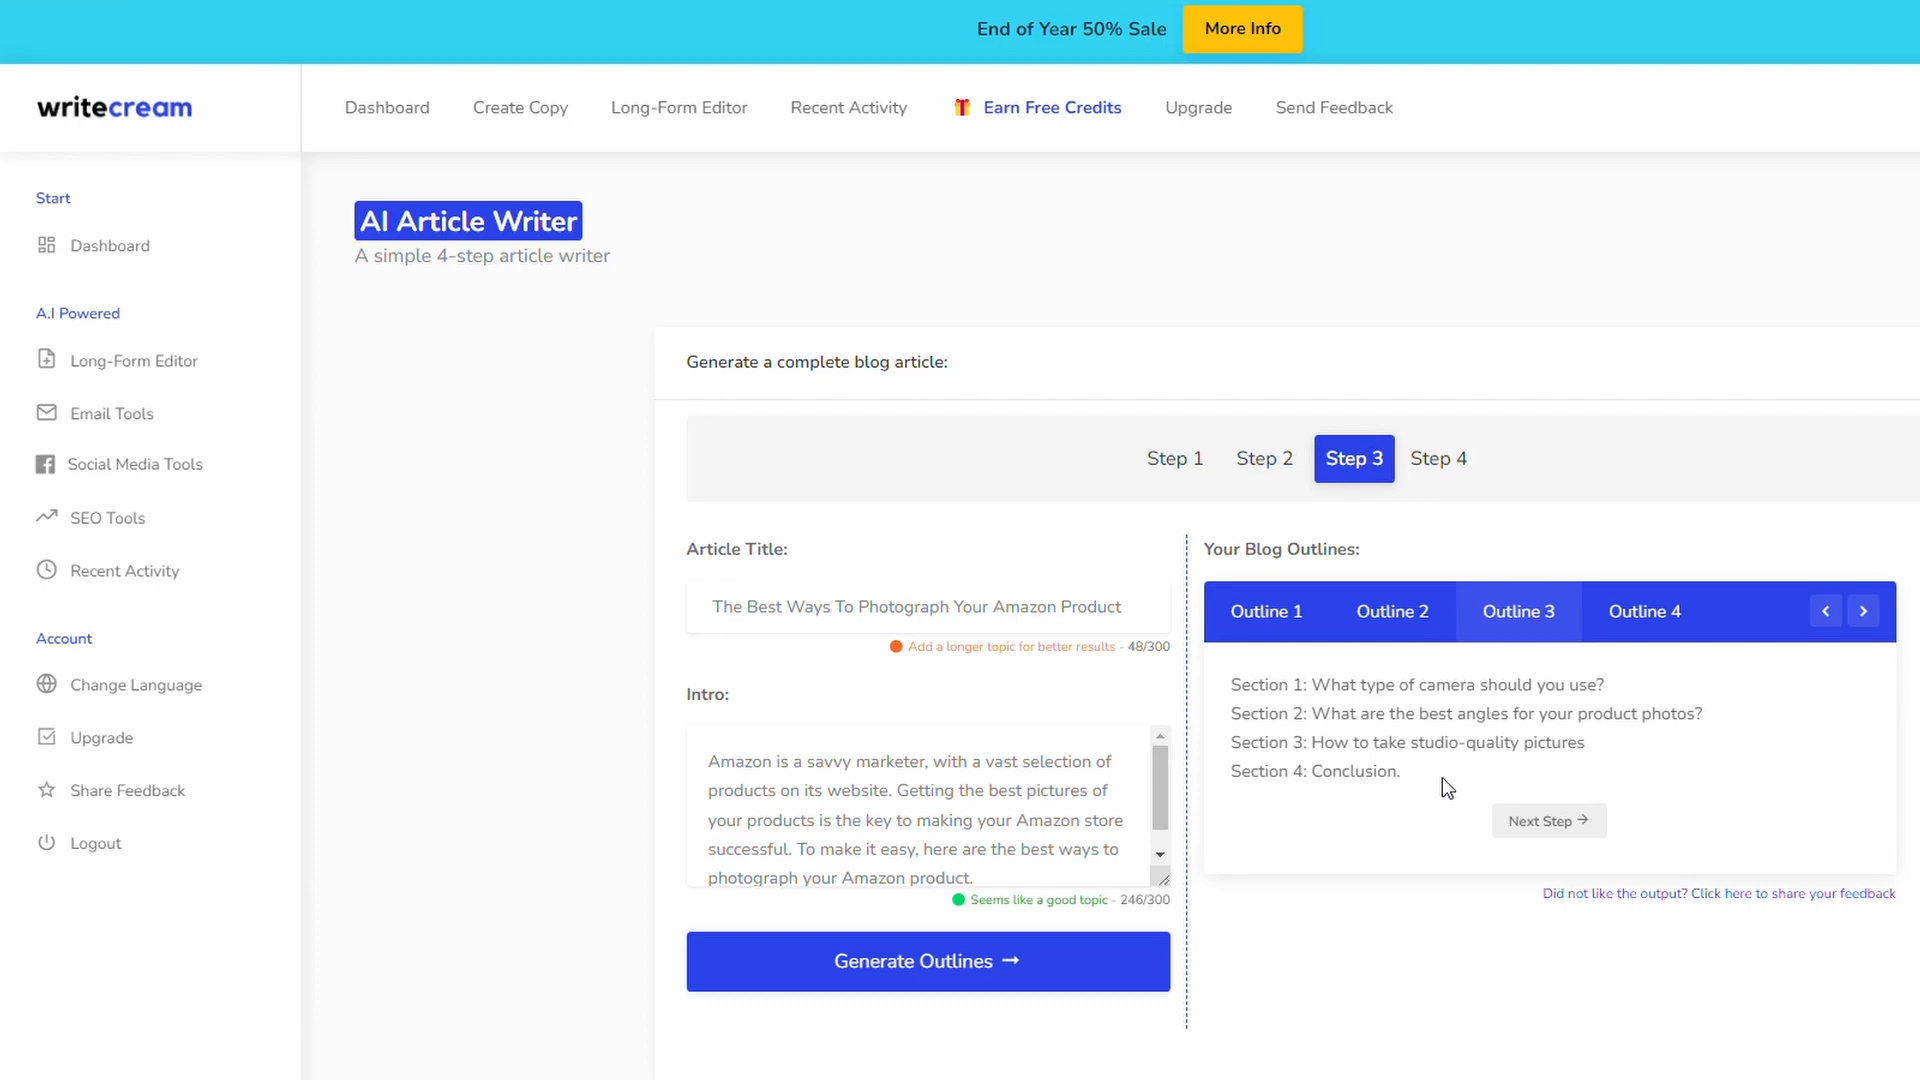 End of Year 50% Sale
More Info
writecream
Dashboard
Create Copy
Long-Form Editor
Recent Activity
Earn Free Credits
Upgrade
Send Feedback
Start
Dashboard
A.I Powered
Long-Form Editor
Email Tools
Social Media Tools
SEO Tools
Recent Activity
Account
Change Language
Upgrade
Share Feedback
Logout
AI Article Writer
A simple 4-step article writer
Generate a complete blog article:
Step 1
Step 2
Step 3
Step 4
Article Title:
The Best Ways To Photograph Your Amazon Product
Add a longer topic for better results - 48/300
Intro:
Amazon is a savvy marketer, with a vast selection of
products on its website. Getting the best pictures of
your products is the key to making your Amazon store
successful. To make it easy, here are the best ways to
photograph your Amazon product.
Seems like a good topic - 246/300
Generate Outlines →
Your Blog Outlines:
Outline 1
Outline 2
Outline 3
Outline 4
Section 1: What type of camera should you use?
Section 2: What are the best angles for your product photos?
Section 3: How to take studio-quality pictures
Section 4: Conclusion.
Next Step →
Did not like the output? Click here to share your feedback